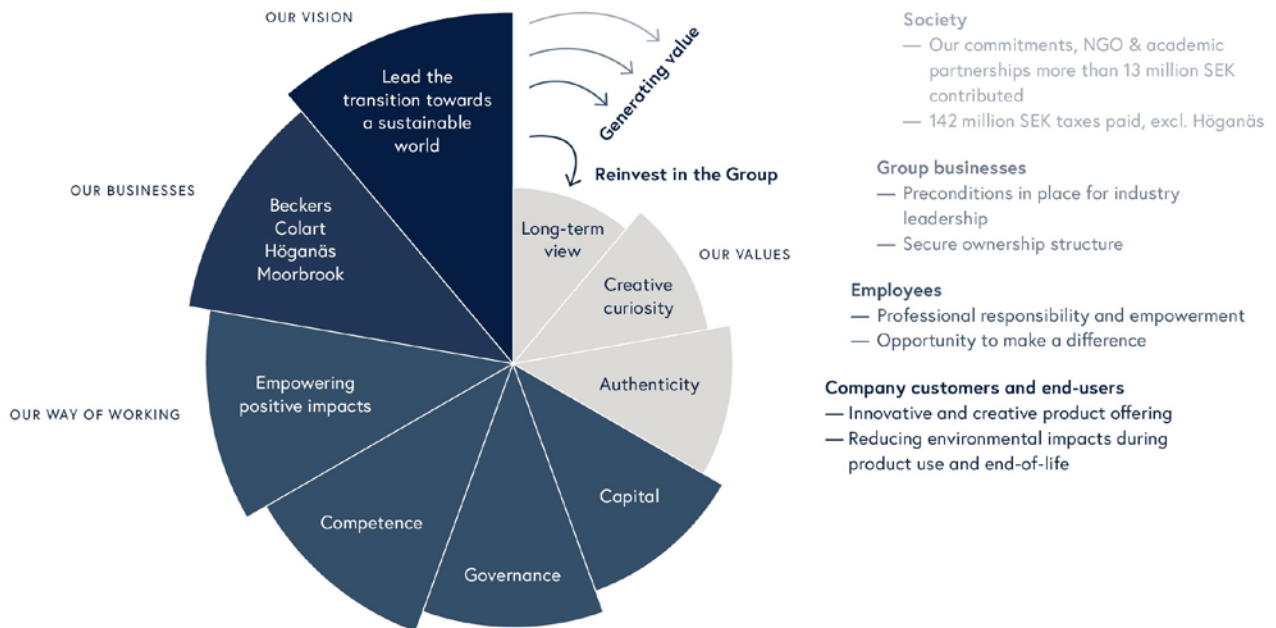 OUR VISION
Lead the
transition towards
a sustainable
world
Generating value
Reinvest in the Group
OUR BUSINESSES
Beckers
Colart
Höganäs
Moorbrook
Long-term
view
OUR VALUES
Creative
curiosity
Authenticity
OUR WAY OF WORKING
Empowering
positive impacts
Competence
Governance
Capital
Society
— Our commitments, NGO & academic
partnerships more than 13 million SEK
contributed
— 142 million SEK taxes paid, excl. Höganäs
Group businesses
— Preconditions in place for industry
leadership
— Secure ownership structure
Employees
— Professional responsibility and empowerment
— Opportunity to make a difference
Company customers and end-users
— Innovative and creative product offering
— Reducing environmental impacts during
product use and end-of-life